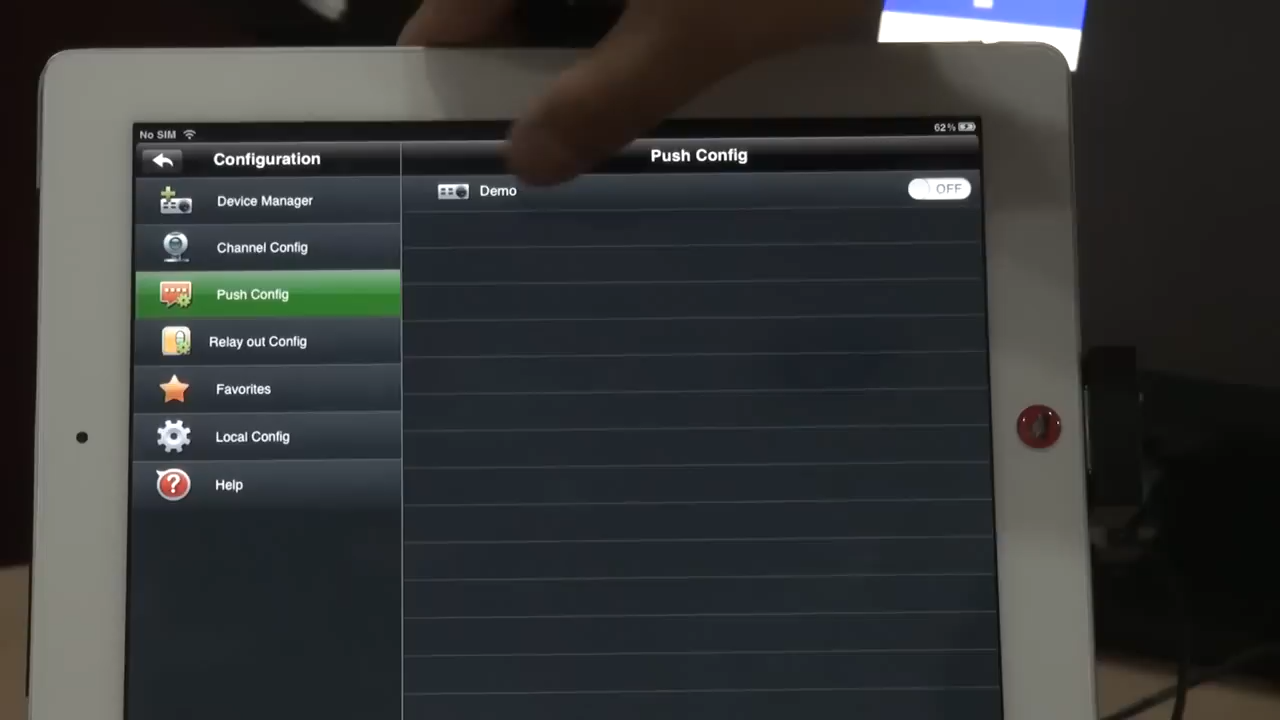 No SIM
62%
Configuration
Push Config
Device Manager
Channel Config
Push Config
Relay out Config
Favorites
Local Config
Help
Demo
OFF